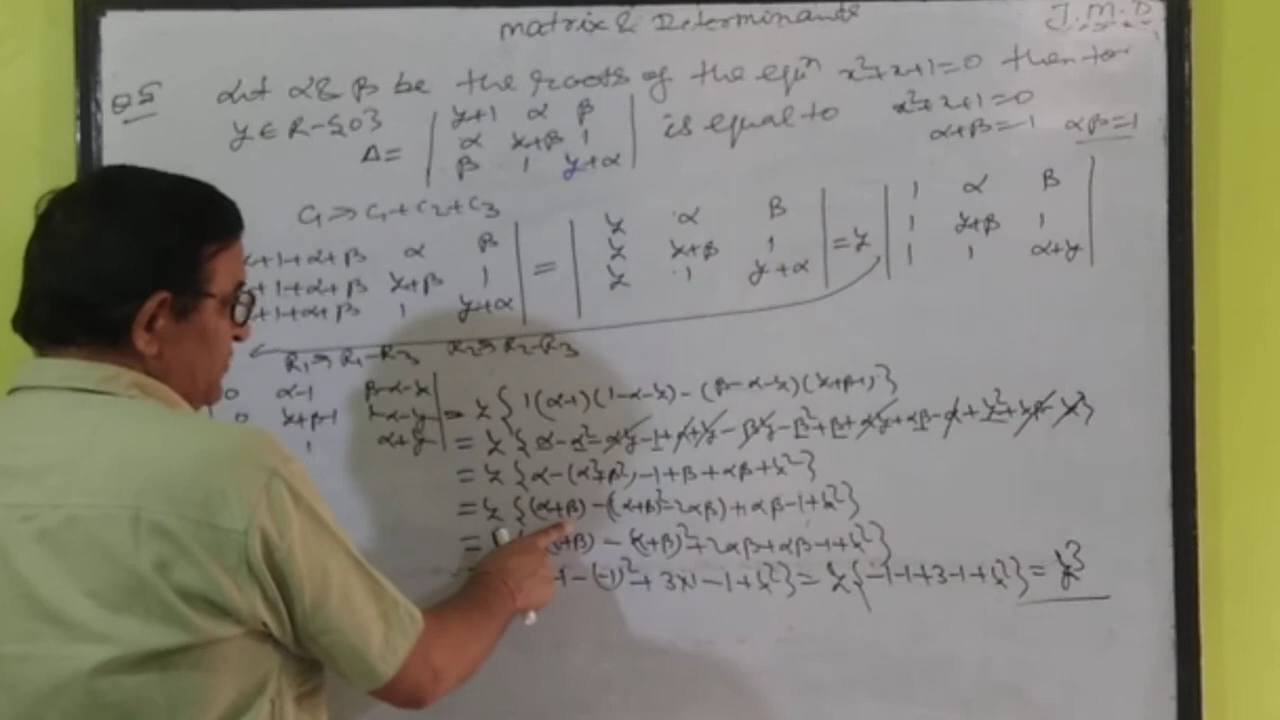 matrix & Determinants
J.M.D
Q5 Let α & β be the roots of the equⁿ x²+x+1=0 then for
y ∈ R-{0} Δ= | y+1 α β | is equal to x²+x+1=0
| α y+β 1 | α+β=-1 αβ=1
| β 1 y+α |
C₁ ⇒ C₁+C₂+C₃
y+1+α+β α β | = | y α β | = y | 1 α β |
+1+α+β y+β 1 | | y y+β 1 | | 1 y+β 1 |
+1+α+β 1 y+α | | y 1 y+α | | 1 1 α+y |
R₁ ⇒ R₁-R₃ R₂ ⇒ R₂-R₃
0 α-1 β-α-y | = y { 1(α-1)(1-α-y) - (β-α-y)(y+β-1) }
0 y+β-1 1-α-y | = y { α-α²-αy-1+α+y-βy-β²+β+αy+αβ-α+y²+yβ-y }
1 α+y |
= y { α-(α²+β²)-1+β+αβ+y² }
= y { (α+β)-((α+β)²-2αβ)+αβ-1+y² }
= +β)-(α+β)²+2αβ+αβ-1+y² }
-1-(-1)²+3×1-1+y² } = y { -1-1+3-1+y² } = y³